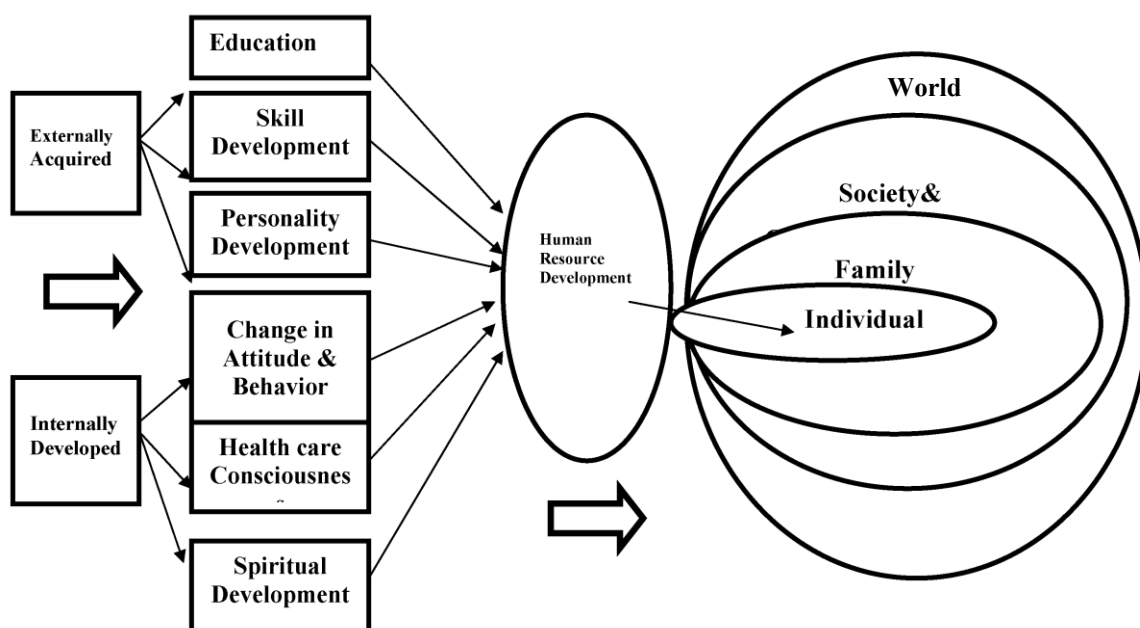 Education
Externally
Acquired
Skill
Development
Personality
Development
Change in
Attitude &
Behavior
Internally
Developed
Health care
Consciousnes
Spiritual
Development
Human
Resource
Development
World
Society&
Family
Individual